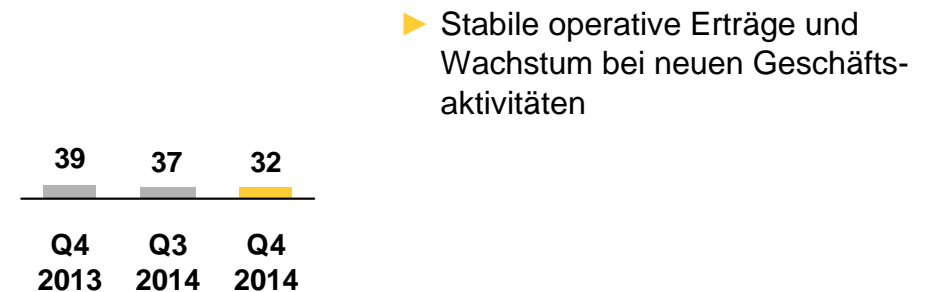 Stabile operative Erträge und
Wachstum bei neuen Geschäfts-
aktivitäten
39 37 32
Q4 Q3 Q4
2013 2014 2014